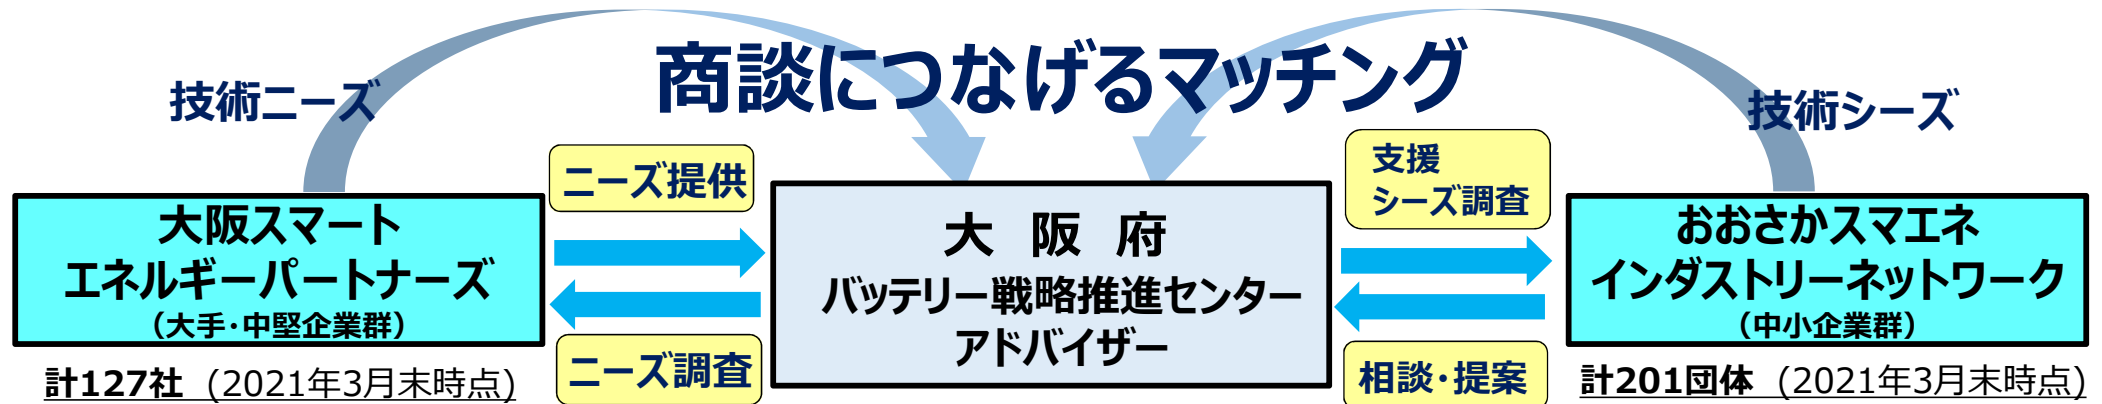 商談につなげるマッチング
技術ニーズ
技術シーズ
ニーズ提供
支援
シーズ調査
大阪スマート
エネルギーパートナーズ
（大手・中堅企業群）
大 阪 府
バッテリー戦略推進センター
アドバイザー
おおさかスマエネ
インダストリーネットワーク
（中小企業群）
ニーズ調査
相談・提案
計127社 (2021年3月末時点)
計201団体 (2021年3月末時点)